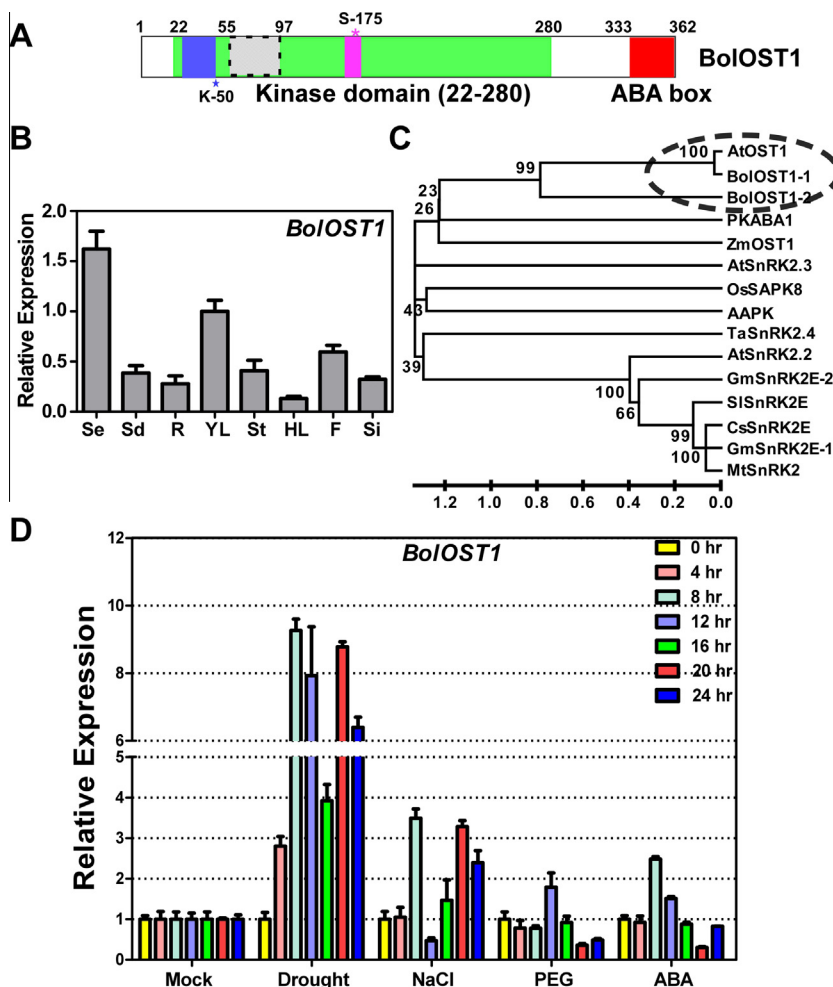 A
1 22 55 97 S-175 280 333 362
*
BolOST1
*
K-50
Kinase domain (22-280) ABA box
B
BolOST1
Relative Expression
2.0
1.5
1.0
0.5
0.0
Se Sd R YL St HL F Si
C
100 AtOST1
99 BolOST1-1
BolOST1-2
23
26
PKABA1
ZmOST1
AtSnRK2.3
OsSAPK8
43 AAPK
TaSnRK2.4
39 AtSnRK2.2
100 GmSnRK2E-2
66 SlSnRK2E
CsSnRK2E
99 GmSnRK2E-1
100 MtSnRK2
1.2 1.0 0.8 0.6 0.4 0.2 0.0
D
BolOST1
Relative Expression
12
10
8
6
5
4
3
2
1
0
0 hr
4 hr
8 hr
12 hr
16 hr
20 hr
24 hr
Mock Drought NaCl PEG ABA